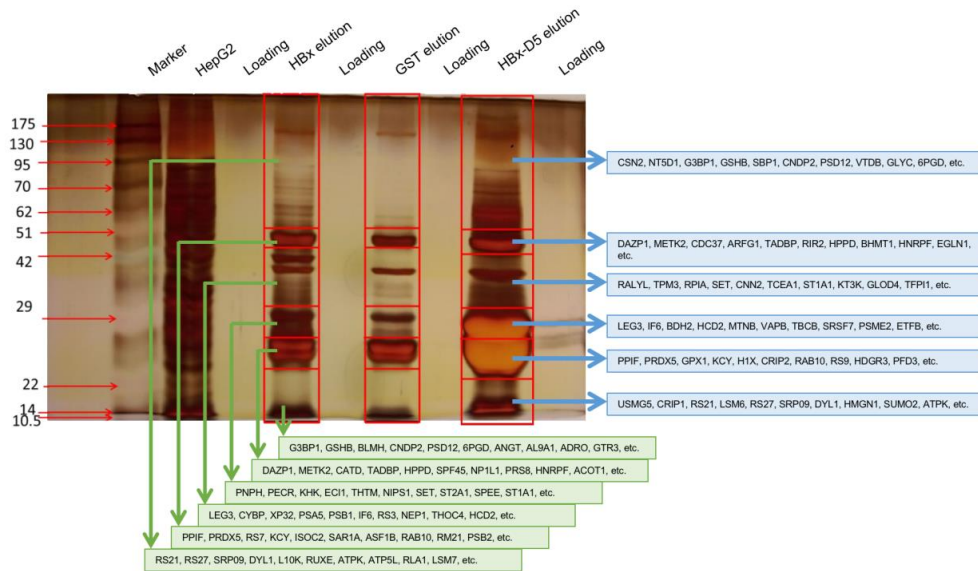 Marker
HepG2
Loading
HBx elution
Loading
GST elution
Loading
HBx-D5 elution
Loading
175
130
95
70
62
51
42
29
22
14
10.5
CSN2, NT5D1, G3BP1, GSHB, SBP1, CNDP2, PSD12, VTDB, GLYC, 6PGD, etc.
DAZP1, METK2, CDC37, ARFG1, TADBP, RIR2, HPPD, BHMT1, HNRPF, EGLN1,
etc.
RALYL, TPM3, RPIA, SET, CNN2, TCEA1, ST1A1, KT3K, GLOD4, TFPI1, etc.
LEG3, IF6, BDH2, HCD2, MTNB, VAPB, TBCB, SRSF7, PSME2, ETFB, etc.
PPIF, PRDX5, GPX1, KCY, H1X, CRIP2, RAB10, RS9, HDGR3, PFD3, etc.
USMG5, CRIP1, RS21, LSM6, RS27, SRP09, DYL1, HMGN1, SUMO2, ATPK, etc.
G3BP1, GSHB, BLMH, CNDP2, PSD12, 6PGD, ANGT, AL9A1, ADRO, GTR3, etc.
DAZP1, METK2, CATD, TADBP, HPPD, SPF45, NP1L1, PRS8, HNRPF, ACOT1, etc.
PNPH, PECR, KHK, ECI1, THTM, NIPS1, SET, ST2A1, SPEE, ST1A1, etc.
LEG3, CYBP, XP32, PSA5, PSB1, IF6, RS3, NEP1, THOC4, HCD2, etc.
PPIF, PRDX5, RS7, KCY, ISOC2, SAR1A, ASF1B, RAB10, RM21, PSB2, etc.
RS21, RS27, SRP09, DYL1, L10K, RUXE, ATPK, ATP5L, RLA1, LSM7, etc.